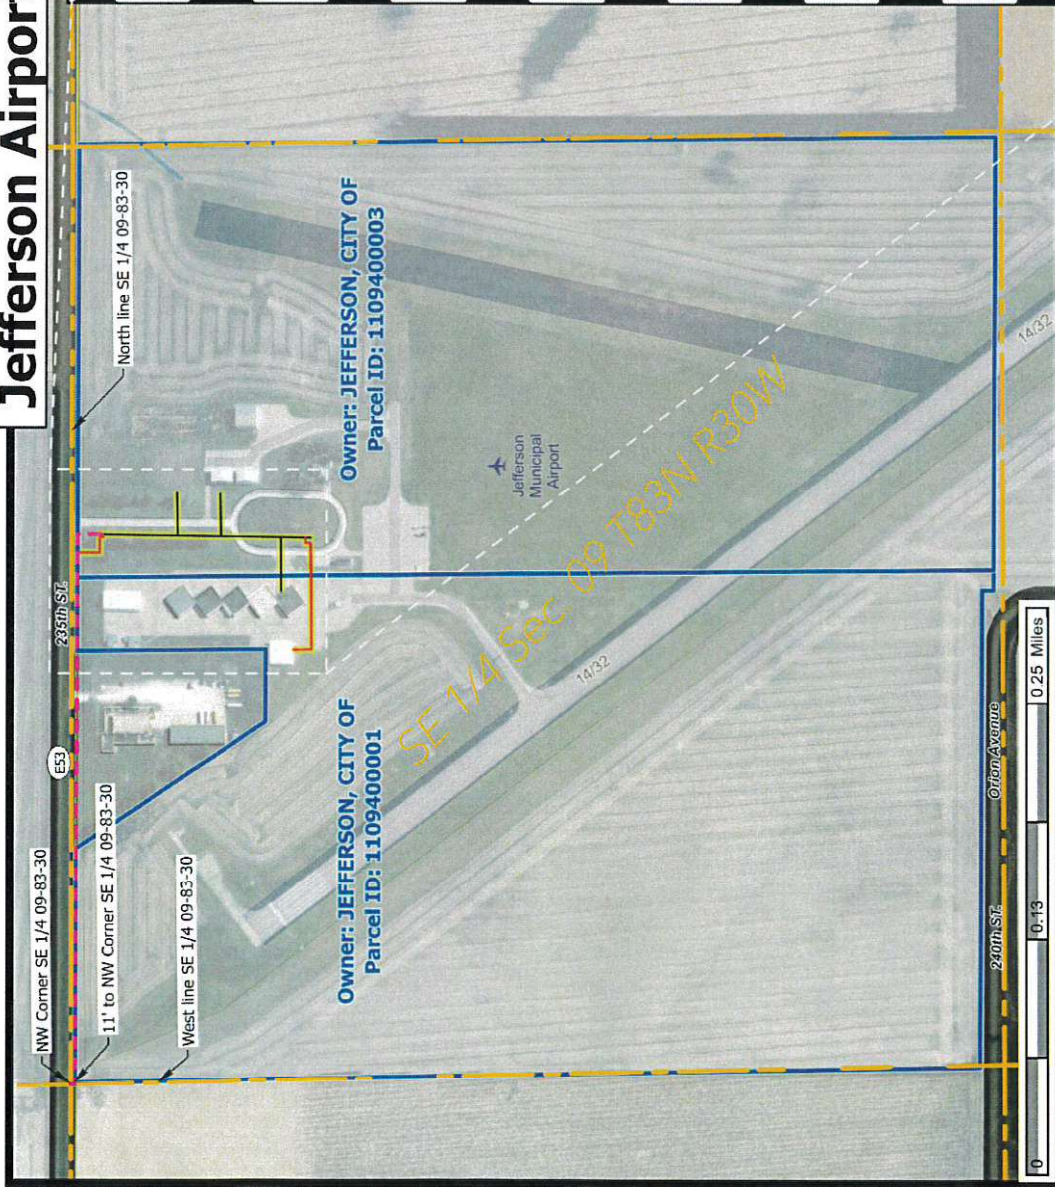 Jefferson Airpor
NW Corner SE 1/4 09-83-30
11' to NW Corner SE 1/4 09-83-30
West line SE 1/4 09-83-30
E53
235th ST.
North line SE 1/4 09-83-30
Owner: JEFFERSON, CITY OF
Parcel ID: 1109400001
Owner: JEFFERSON, CITY OF
Parcel ID: 1109400003
Jefferson
Municipal
Airport
SE 1/4 Sec. 09 T83N R30W
14/32
14/32
240th ST.
Orion Avenue
0
0.13
0.25 Miles